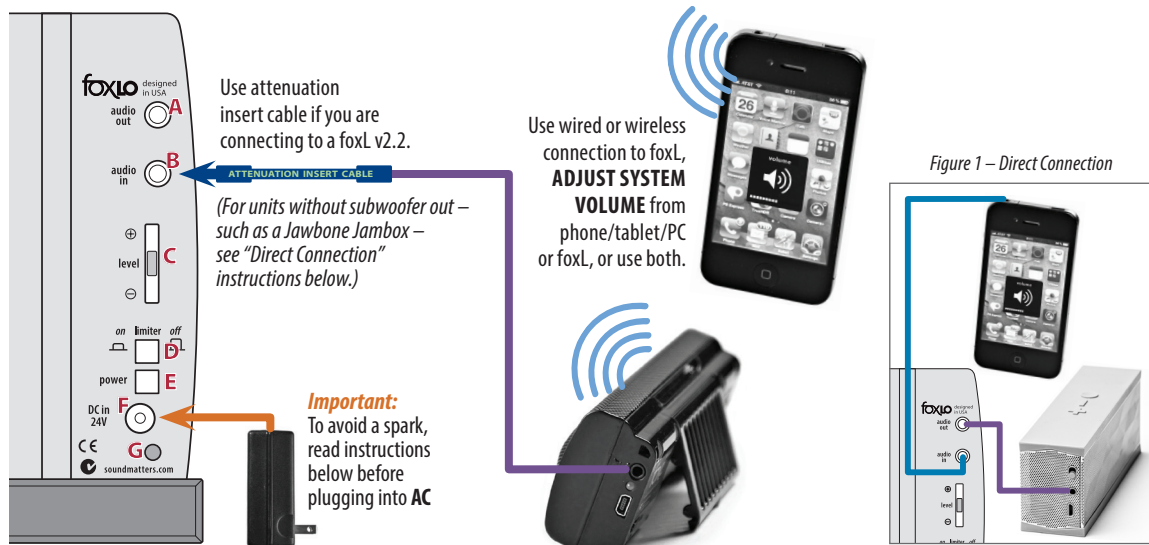 foxLO designed
in USA
audio
out
A
audio
in
B
⊕
level
C
⊖
on limiter off
D
power
E
DC in
24V
F
CE
G
soundmatters.com
Use attenuation
insert cable if you are
connecting to a foxL v2.2.
ATTENUATION INSERT CABLE
(For units without subwoofer out –
such as a Jawbone Jambox –
see “Direct Connection”
instructions below.)
Important:
To avoid a spark,
read instructions
below before
plugging into AC
Use wired or wireless
connection to foxL,
ADJUST SYSTEM
VOLUME from
phone/tablet/PC
or foxL, or use both.
AT&T
9:11
26
volume
Figure 1 – Direct Connection
26
volume
foxLO designed
in USA
audio
out
audio
in
⊕
level
⊖
on limiter off